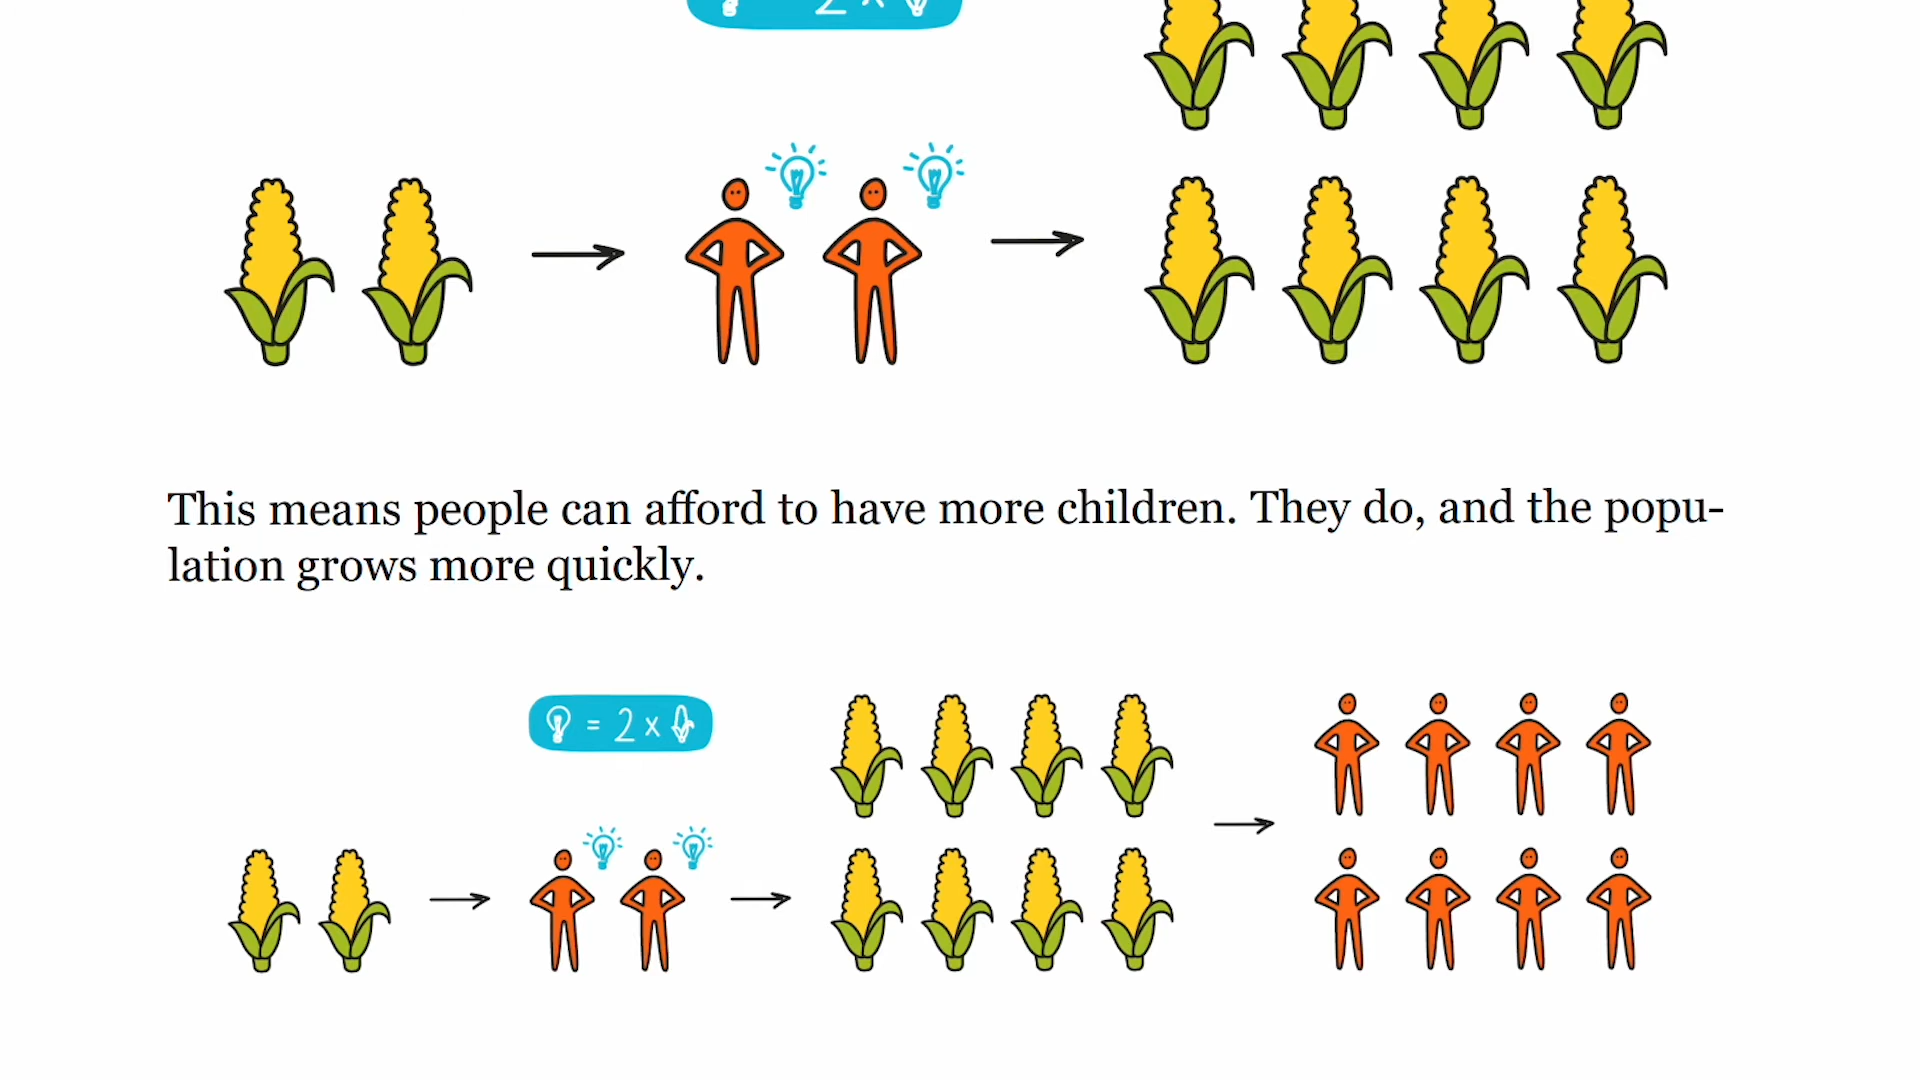 2 x
This means people can afford to have more children. They do, and the popu-
lation grows more quickly.
= 2 x